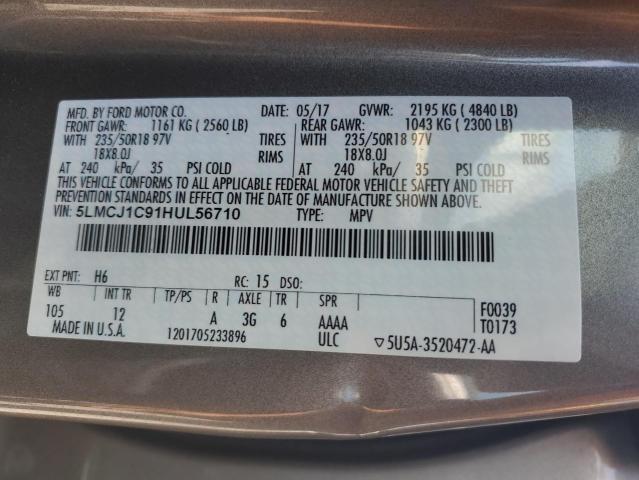 MFD. BY FORD MOTOR CO.
DATE: 05/17 GVWR: 2195 KG ( 4840 LB)
FRONT GAWR: 1161 KG ( 2560 LB)
REAR GAWR: 1043 KG ( 2300 LB)
WITH 235/50R18 97V TIRES
WITH 235/50R18 97V TIRES
18X8.0J RIMS
18X8.0J RIMS
AT 240 kPa/ 35 PSI COLD
AT 240 kPa/ 35 PSI COLD
THIS VEHICLE CONFORMS TO ALL APPLICABLE FEDERAL MOTOR VEHICLE SAFETY AND THEFT
PREVENTION STANDARDS IN EFFECT ON THE DATE OF MANUFACTURE SHOWN ABOVE.
VIN: 5LMCJ1C91HUL56710 TYPE: MPV
EXT PNT: H6 RC: 15 DSO:
WB INT TR TP/PS R AXLE TR SPR
105 12 A 3G 6 AAAA
F0039
T0173
MADE IN U.S.A. 1201705233896 ULC ▽5U5A-3520472-AA